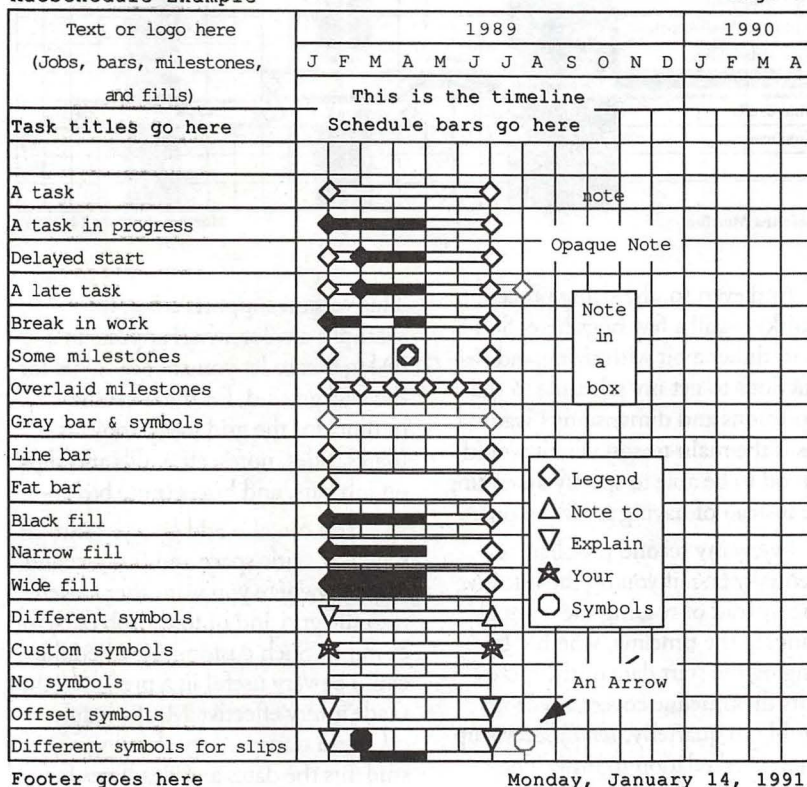 Text or logo here
1989
1990
(Jobs, bars, milestones,
J F M A M J J A S O N D J F M A
and fills)
This is the timeline
Task titles go here
Schedule bars go here
A task
note
A task in progress
Opaque Note
Delayed start
A late task
Note
in
a
box
Break in work
Some milestones
Overlaid milestones
Gray bar & symbols
Line bar
Fat bar
Legend
Note to
Explain
Your
Symbols
Black fill
Narrow fill
Wide fill
Different symbols
Custom symbols
No symbols
An Arrow
Offset symbols
Different symbols for slips
Footer goes here
Monday, January 14, 1991